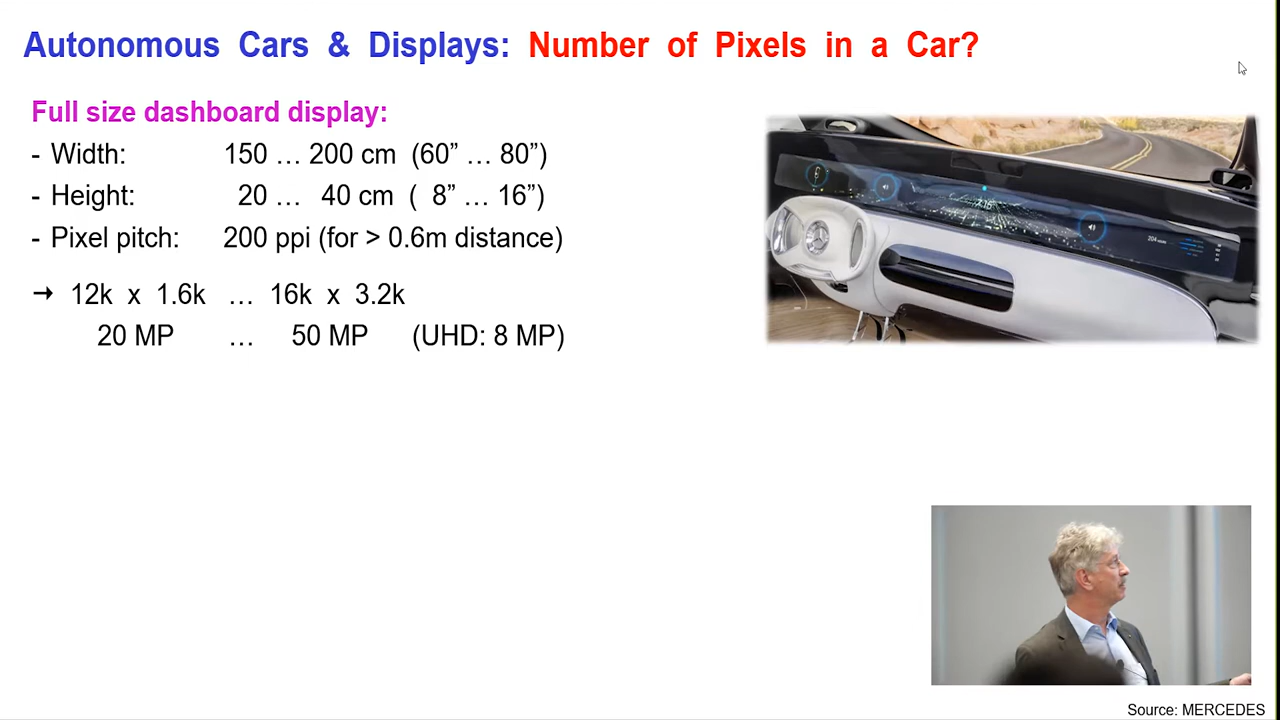 Autonomous Cars & Displays: Number of Pixels in a Car?
Full size dashboard display:
- Width: 150 … 200 cm (60” … 80”)
- Height: 20 … 40 cm ( 8” … 16”)
- Pixel pitch: 200 ppi (for > 0.6m distance)
→ 12k x 1.6k … 16k x 3.2k
20 MP … 50 MP (UHD: 8 MP)
Source: MERCEDES